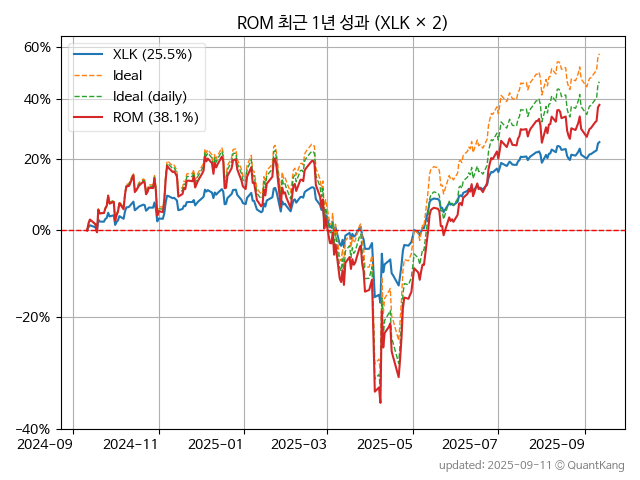 ROM 최근 1년 성과 (XLK × 2)
XLK (25.5%)
Ideal
Ideal (daily)
ROM (38.1%)
60%
40%
20%
0%
−20%
−40%
2024-09 2024-11 2025-01 2025-03 2025-05 2025-07 2025-09
updated: 2025-09-11 © QuantKang